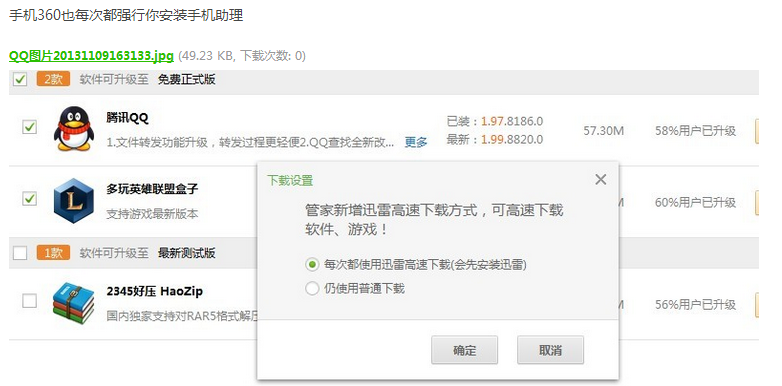 手机360也每次都强行你安装手机助理
QQ图片20131109163133.jpg (49.23 KB, 下载次数: 0)
2款 软件可升级至 免费正式版
腾讯QQ
1.文件转发功能升级，转发过程更轻便2.QQ查找全新改... 更多
已装：1.97.8186.0
最新：1.99.8820.0
57.30M
58%用户已升级
多玩英雄联盟盒子
支持游戏最新版本
60%用户已升级
1款 软件可升级至 最新测试版
2345好压 HaoZip
国内独家支持对RAR5格式解压
56%用户已升级
下载设置
管家新增迅雷高速下载方式，可高速下载
软件、游戏！
每次都使用迅雷高速下载(会先安装迅雷)
仍使用普通下载
确定 取消